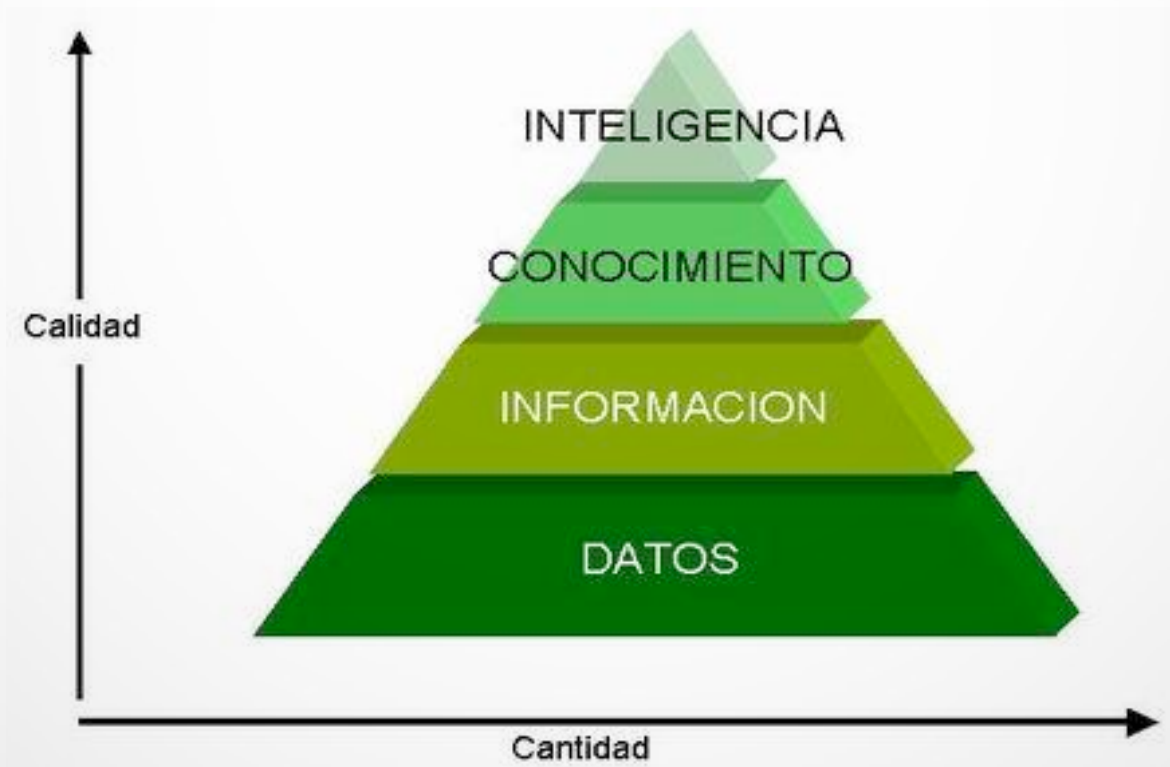 INTELIGENCIA
CONOCIMIENTO
Calidad
INFORMACION
DATOS
Cantidad